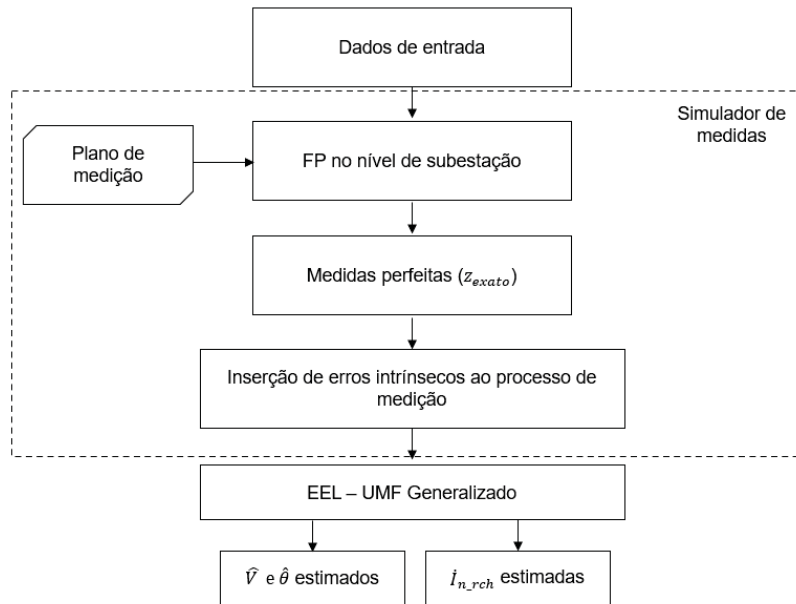 Dados de entrada
Simulador de
medidas
Plano de
medição
FP no nível de subestação
Medidas perfeitas (z_exato)
Inserção de erros intrínsecos ao processo de
medição
EEL – UMF Generalizado
V̂ e θ̂ estimados
İ_n_rch estimadas